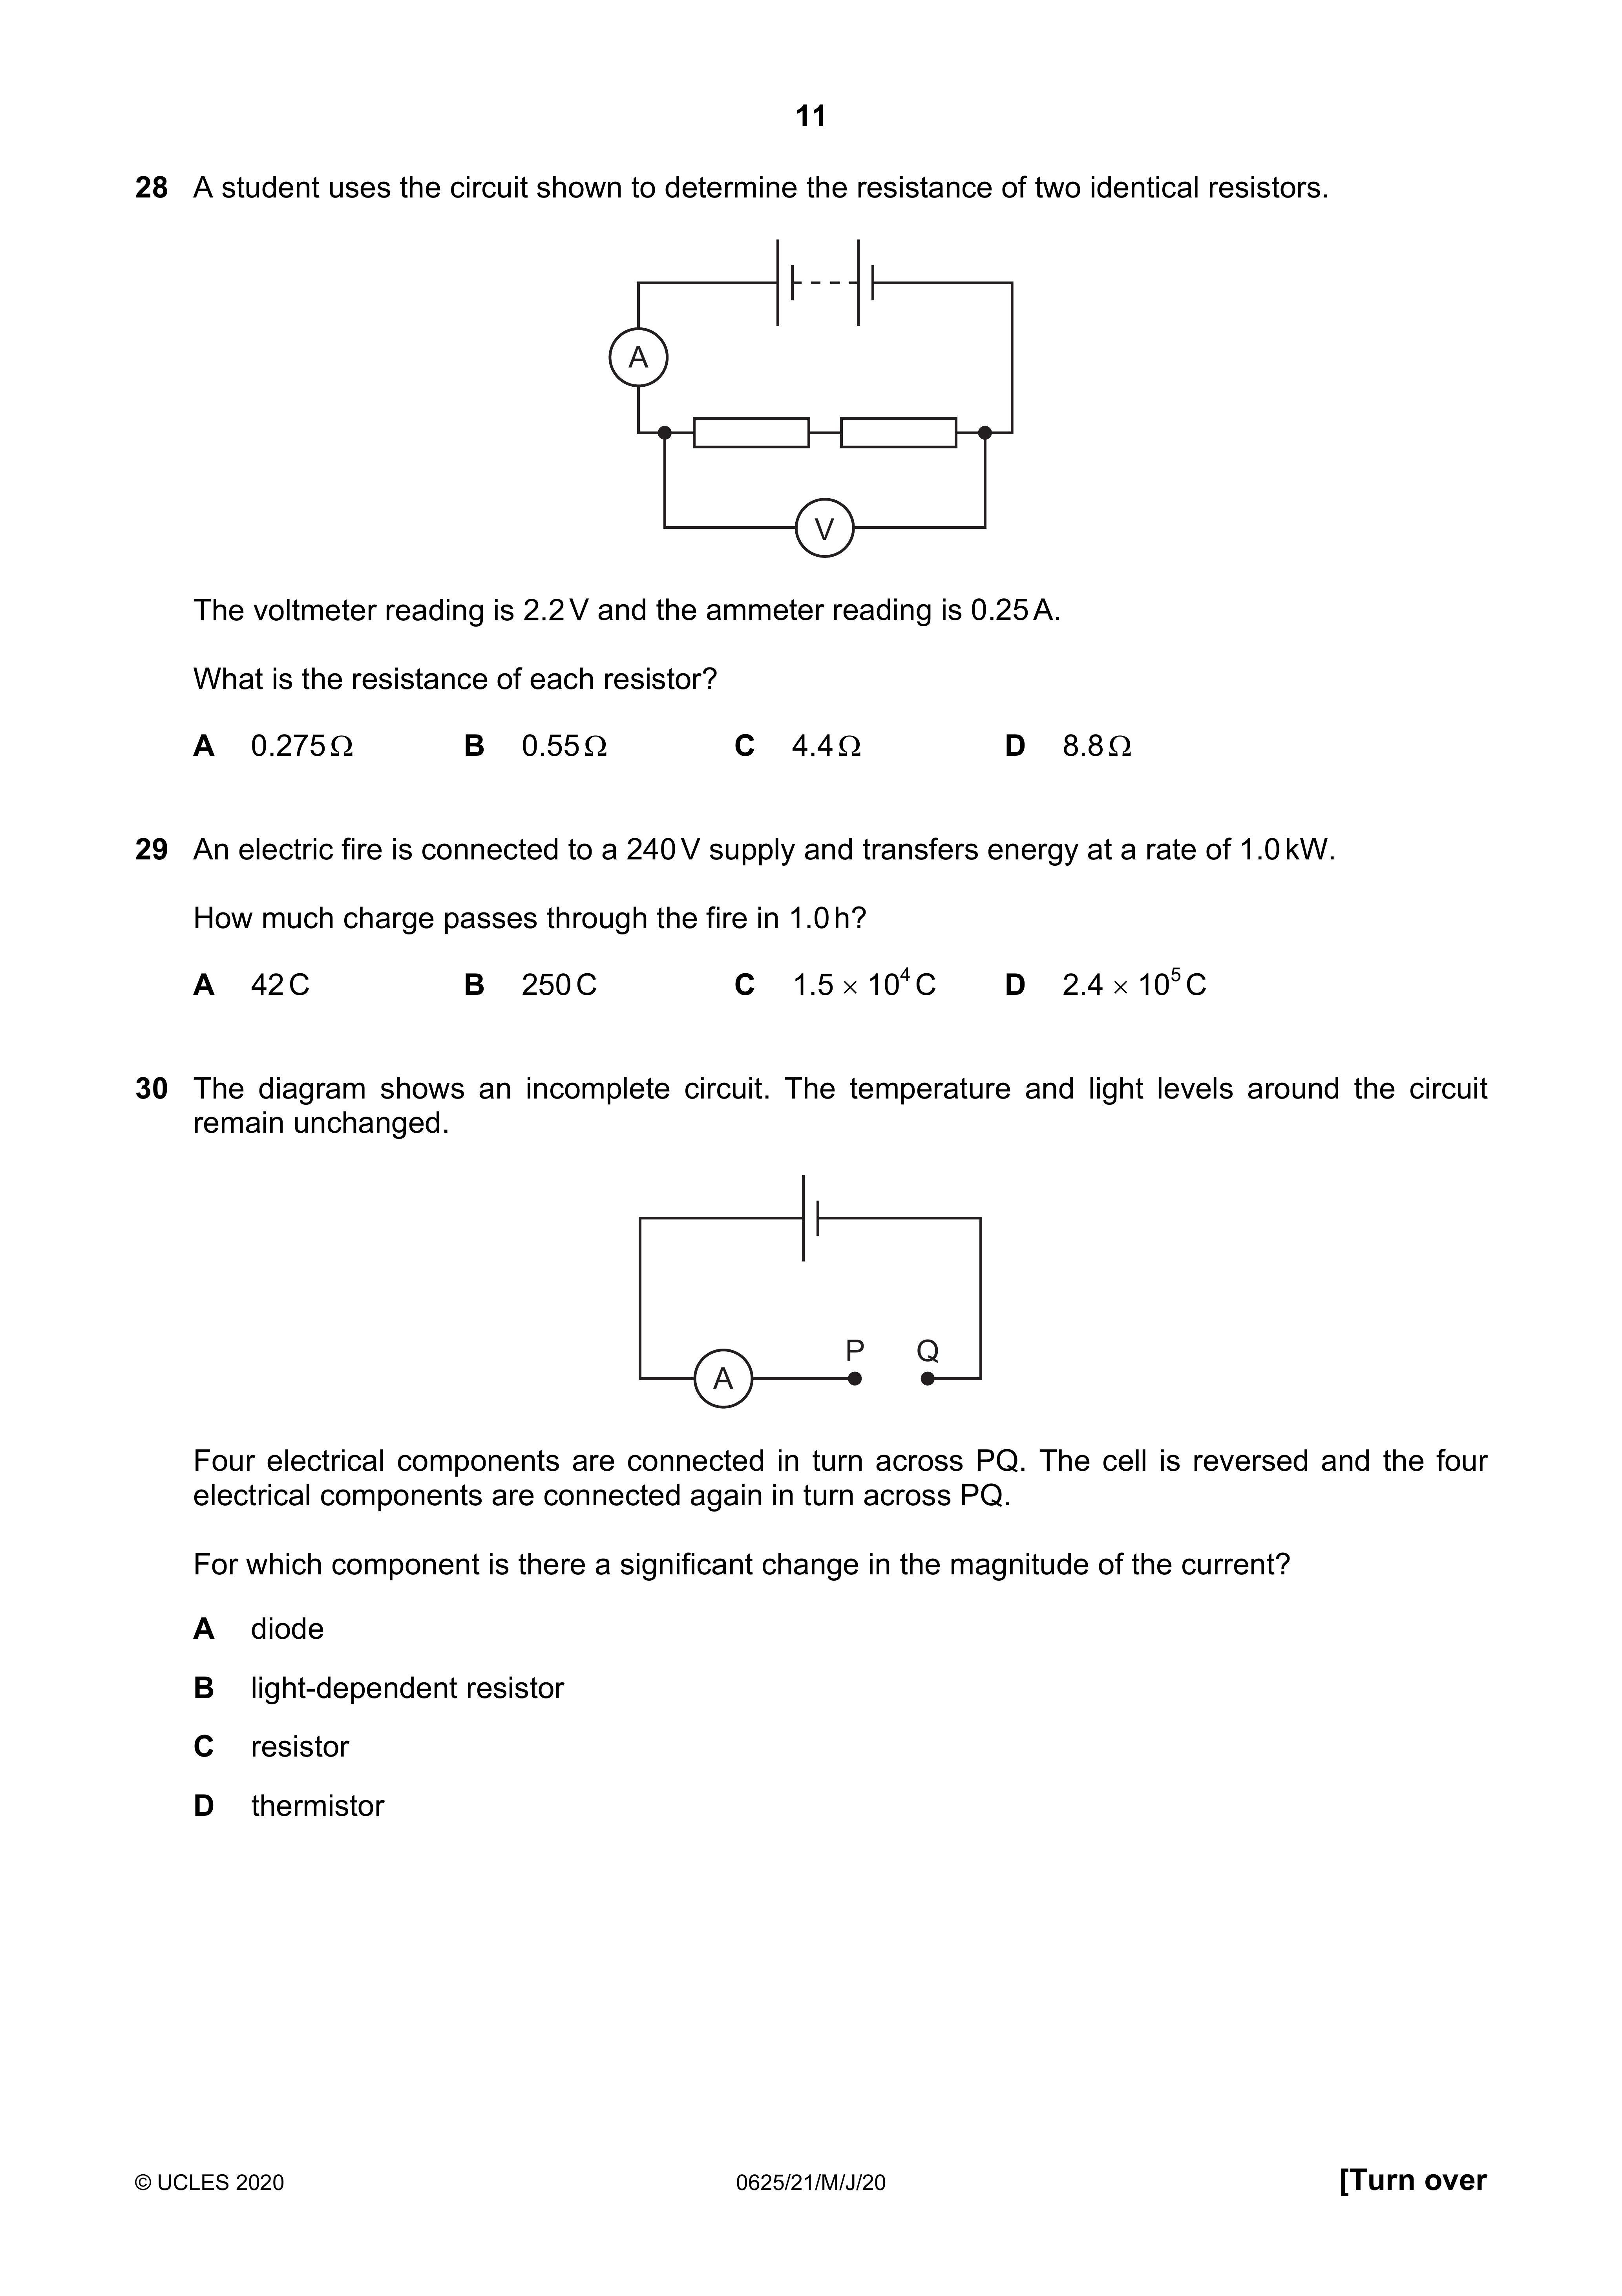 11
28 A student uses the circuit shown to determine the resistance of two identical resistors.
A
V
The voltmeter reading is 2.2 V and the ammeter reading is 0.25 A.
What is the resistance of each resistor?
A 0.275 Ω B 0.55 Ω C 4.4 Ω D 8.8 Ω
29 An electric fire is connected to a 240 V supply and transfers energy at a rate of 1.0 kW.
How much charge passes through the fire in 1.0 h?
A 42 C B 250 C C 1.5 × 10⁴ C D 2.4 × 10⁵ C
30 The diagram shows an incomplete circuit. The temperature and light levels around the circuit
remain unchanged.
P Q
A
Four electrical components are connected in turn across PQ. The cell is reversed and the four
electrical components are connected again in turn across PQ.
For which component is there a significant change in the magnitude of the current?
A diode
B light-dependent resistor
C resistor
D thermistor
© UCLES 2020 0625/21/M/J/20 [Turn over